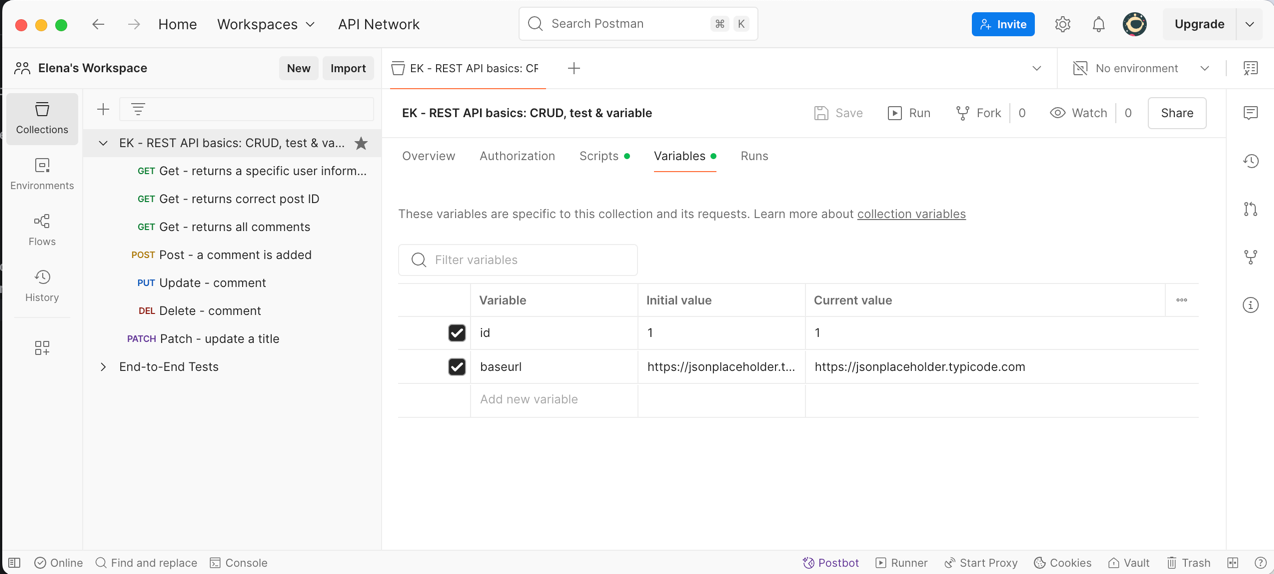 Home Workspaces API Network Search Postman ⌘ K Invite Upgrade
Elena's Workspace New Import EK - REST API basics: CF No environment
Collections
Environments
Flows
History
EK - REST API basics: CRUD, test & va...
GET Get - returns a specific user inform...
GET Get - returns correct post ID
GET Get - returns all comments
POST Post - a comment is added
PUT Update - comment
DEL Delete - comment
PATCH Patch - update a title
End-to-End Tests
EK - REST API basics: CRUD, test & variable Save Run Fork 0 Watch 0 Share
Overview Authorization Scripts Variables Runs
These variables are specific to this collection and its requests. Learn more about collection variables
Filter variables
Variable Initial value Current value
id 1 1
baseurl https://jsonplaceholder.t... https://jsonplaceholder.typicode.com
Add new variable
Online Find and replace Console Postbot Runner Start Proxy Cookies Vault Trash